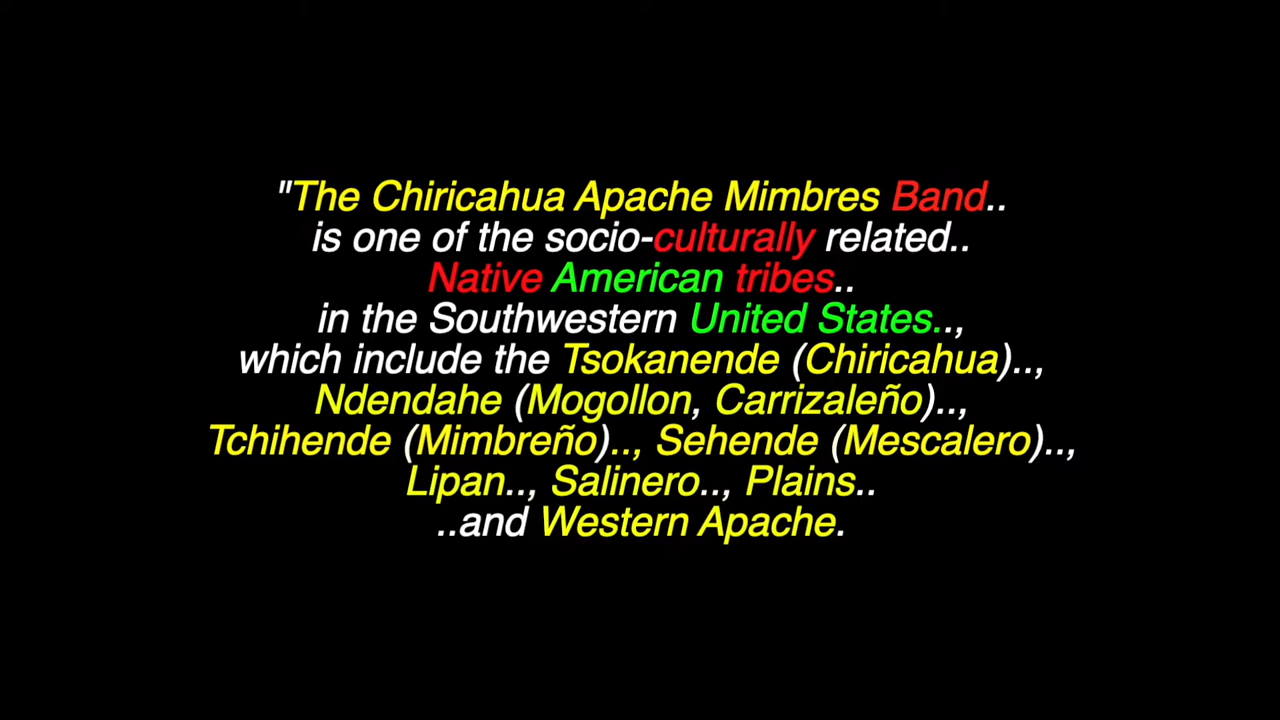 "The Chiricahua Apache Mimbres Band..
is one of the socio-culturally related..
Native American tribes..
in the Southwestern United States..,
which include the Tsokanende (Chiricahua)..,
Ndendahe (Mogollon, Carrizaleño)..,
Tchihende (Mimbreño).., Sehende (Mescalero)..,
Lipan.., Salinero.., Plains..
..and Western Apache.